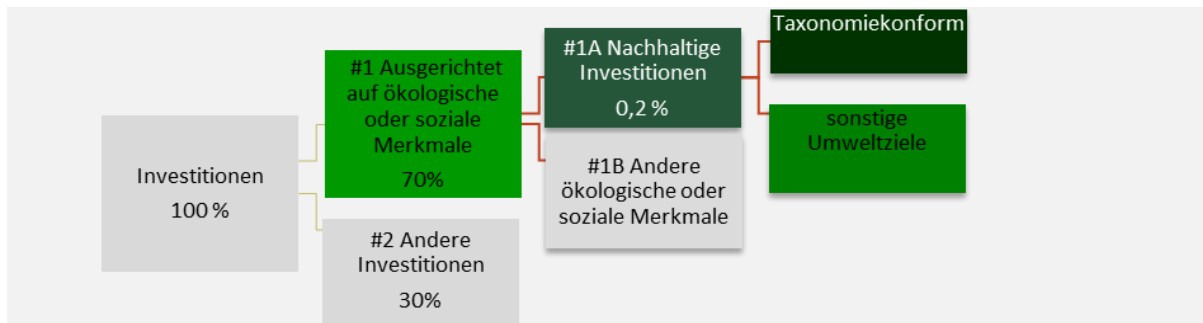 Investitionen
100 %
#1 Ausgerichtet
auf ökologische
oder soziale
Merkmale
70%
#2 Andere
Investitionen
30%
#1A Nachhaltige
Investitionen
0,2 %
#1B Andere
ökologische oder
soziale Merkmale
Taxonomiekonform
sonstige
Umweltziele